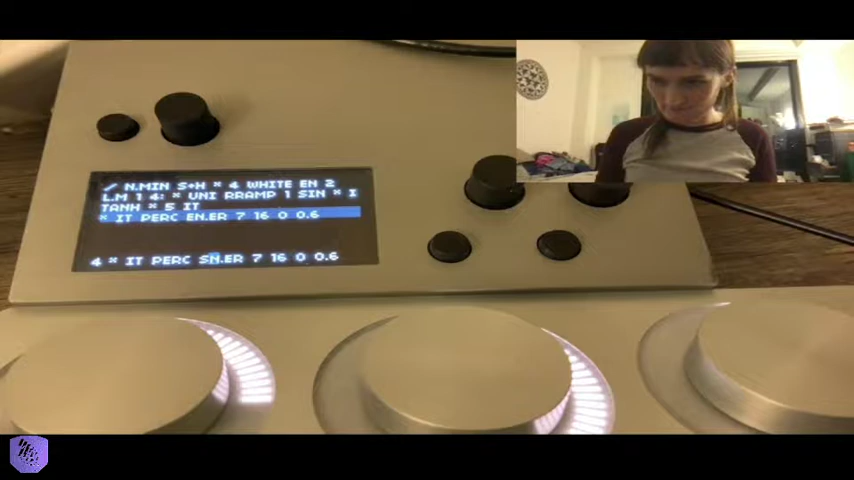 / N.MIN S+H * 4 WHITE EN 2
L.M 1 4: * UNI RRAMP 1 SIN * I
TANH * 5 IT
* IT PERC EN.ER 7 16 0 0.6
4 * IT PERC SN.ER 7 16 0 0.6